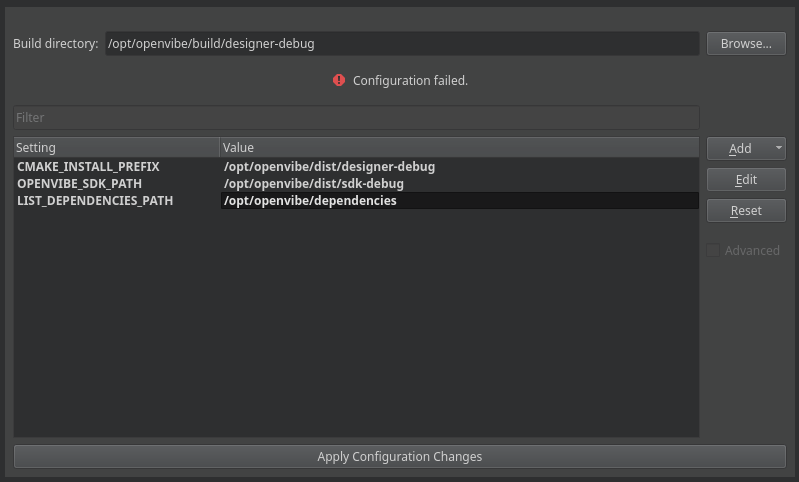 Build directory: /opt/openvibe/build/designer-debug Browse...
Configuration failed.
Filter
Setting Value Add
CMAKE_INSTALL_PREFIX /opt/openvibe/dist/designer-debug
OPENVIBE_SDK_PATH /opt/openvibe/dist/sdk-debug Edit
LIST_DEPENDENCIES_PATH /opt/openvibe/dependencies
Reset
Advanced
Apply Configuration Changes